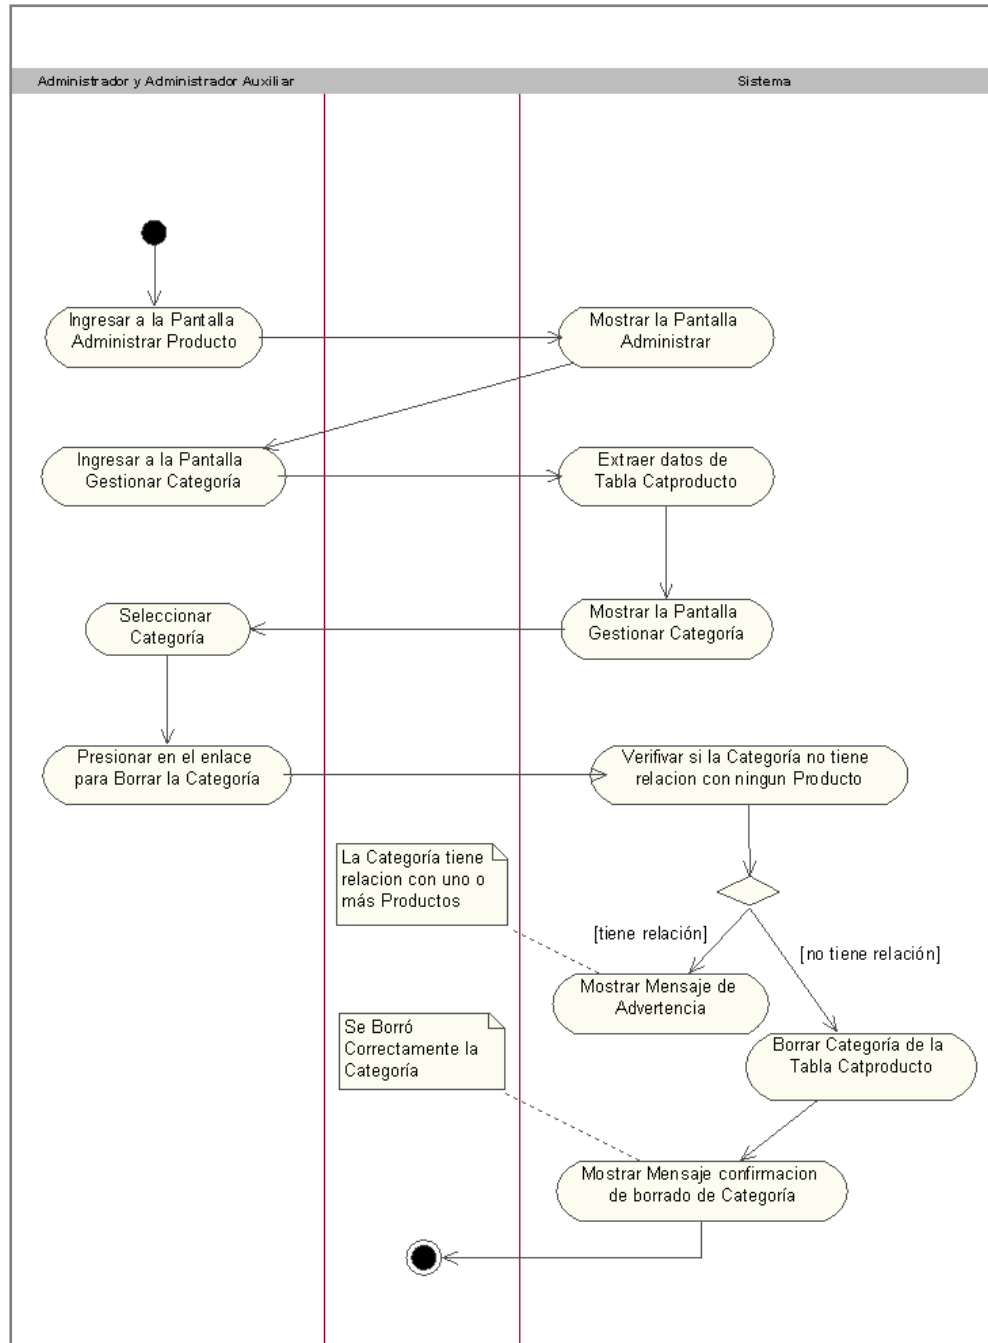 Administrador y Administrador Auxiliar
Sistema
Ingresar a la Pantalla
Administrar Producto
Mostrar la Pantalla
Administrar
Ingresar a la Pantalla
Gestionar Categoría
Extraer datos de
Tabla Catproducto
Seleccionar
Categoría
Mostrar la Pantalla
Gestionar Categoría
Presionar en el enlace
para Borrar la Categoría
Verifivar si la Categoría no tiene
relacion con ningun Producto
La Categoría tiene
relacion con uno o
más Productos
[tiene relación]
[no tiene relación]
Mostrar Mensaje de
Advertencia
Se Borró
Correctamente la
Categoría
Borrar Categoría de la
Tabla Catproducto
Mostrar Mensaje confirmacion
de borrado de Categoría